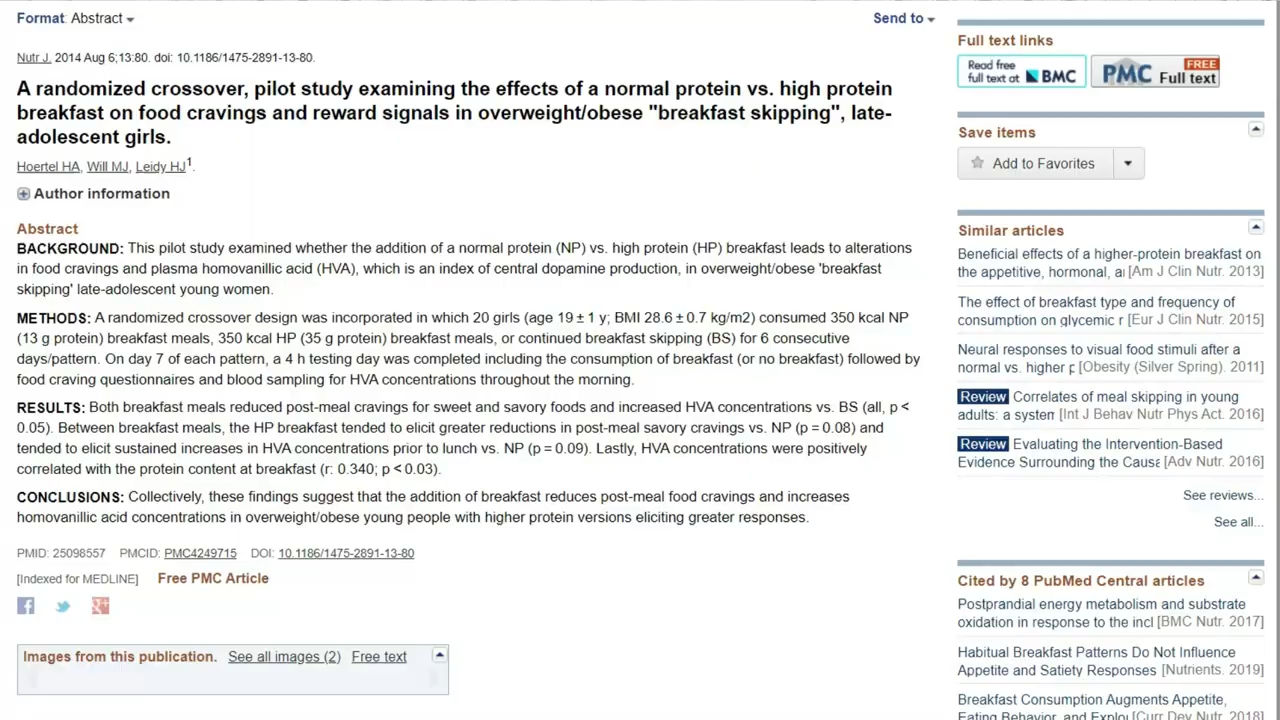 Format: Abstract
Send to
Nutr J. 2014 Aug 6;13:80. doi: 10.1186/1475-2891-13-80.
A randomized crossover, pilot study examining the effects of a normal protein vs. high protein
breakfast on food cravings and reward signals in overweight/obese "breakfast skipping", late-
adolescent girls.
Hoertel HA, Will MJ, Leidy HJ1.
Author information
Abstract
BACKGROUND: This pilot study examined whether the addition of a normal protein (NP) vs. high protein (HP) breakfast leads to alterations
in food cravings and plasma homovanillic acid (HVA), which is an index of central dopamine production, in overweight/obese 'breakfast
skipping' late-adolescent young women.
METHODS: A randomized crossover design was incorporated in which 20 girls (age 19 ± 1 y; BMI 28.6 ± 0.7 kg/m2) consumed 350 kcal NP
(13 g protein) breakfast meals, 350 kcal HP (35 g protein) breakfast meals, or continued breakfast skipping (BS) for 6 consecutive
days/pattern. On day 7 of each pattern, a 4 h testing day was completed including the consumption of breakfast (or no breakfast) followed by
food craving questionnaires and blood sampling for HVA concentrations throughout the morning.
RESULTS: Both breakfast meals reduced post-meal cravings for sweet and savory foods and increased HVA concentrations vs. BS (all, p <
0.05). Between breakfast meals, the HP breakfast tended to elicit greater reductions in post-meal savory cravings vs. NP (p = 0.08) and
tended to elicit sustained increases in HVA concentrations prior to lunch vs. NP (p = 0.09). Lastly, HVA concentrations were positively
correlated with the protein content at breakfast (r: 0.340; p < 0.03).
CONCLUSIONS: Collectively, these findings suggest that the addition of breakfast reduces post-meal food cravings and increases
homovanillic acid concentrations in overweight/obese young people with higher protein versions eliciting greater responses.
PMID: 25098557 PMCID: PMC4249715 DOI: 10.1186/1475-2891-13-80
[Indexed for MEDLINE] Free PMC Article
Images from this publication. See all images (2) Free text
Full text links
Read free
full text at BMC
PMC FREE Full text
Save items
Add to Favorites
Similar articles
Beneficial effects of a higher-protein breakfast on
the appetitive, hormonal, a [Am J Clin Nutr. 2013]
The effect of breakfast type and frequency of
consumption on glycemic r [Eur J Clin Nutr. 2015]
Neural responses to visual food stimuli after a
normal vs. higher p [Obesity (Silver Spring). 2011]
Review Correlates of meal skipping in young
adults: a system [Int J Behav Nutr Phys Act. 2016]
Review Evaluating the Intervention-Based
Evidence Surrounding the Causa [Adv Nutr. 2016]
See reviews...
See all...
Cited by 8 PubMed Central articles
Postprandial energy metabolism and substrate
oxidation in response to the incl [BMC Nutr. 2017]
Habitual Breakfast Patterns Do Not Influence
Appetite and Satiety Responses [Nutrients. 2019]
Breakfast Consumption Augments Appetite,
Eating Behavior, and Explo [Curr Dev Nutr. 2018]